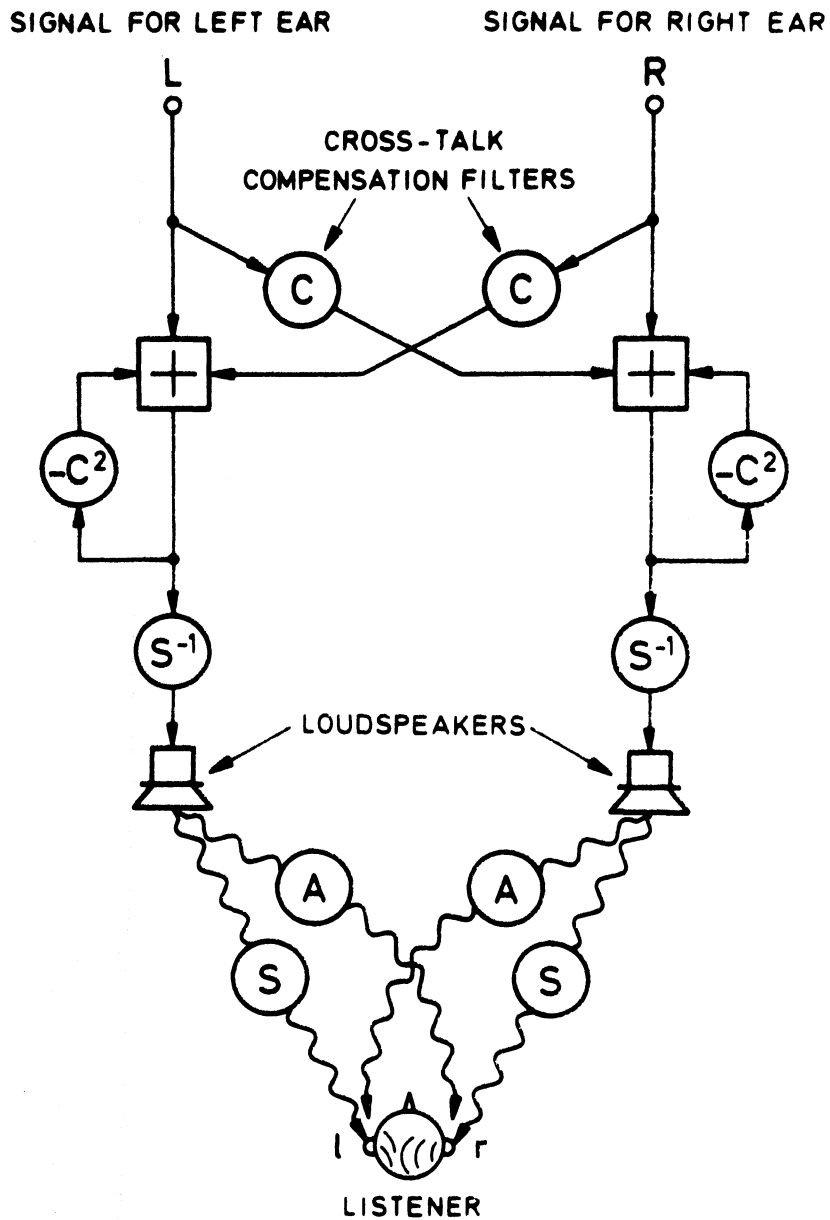 SIGNAL FOR LEFT EAR
SIGNAL FOR RIGHT EAR
L
R
CROSS-TALK
COMPENSATION FILTERS
C
C
-C²
-C²
S⁻¹
S⁻¹
LOUDSPEAKERS
A
A
S
S
l
r
LISTENER